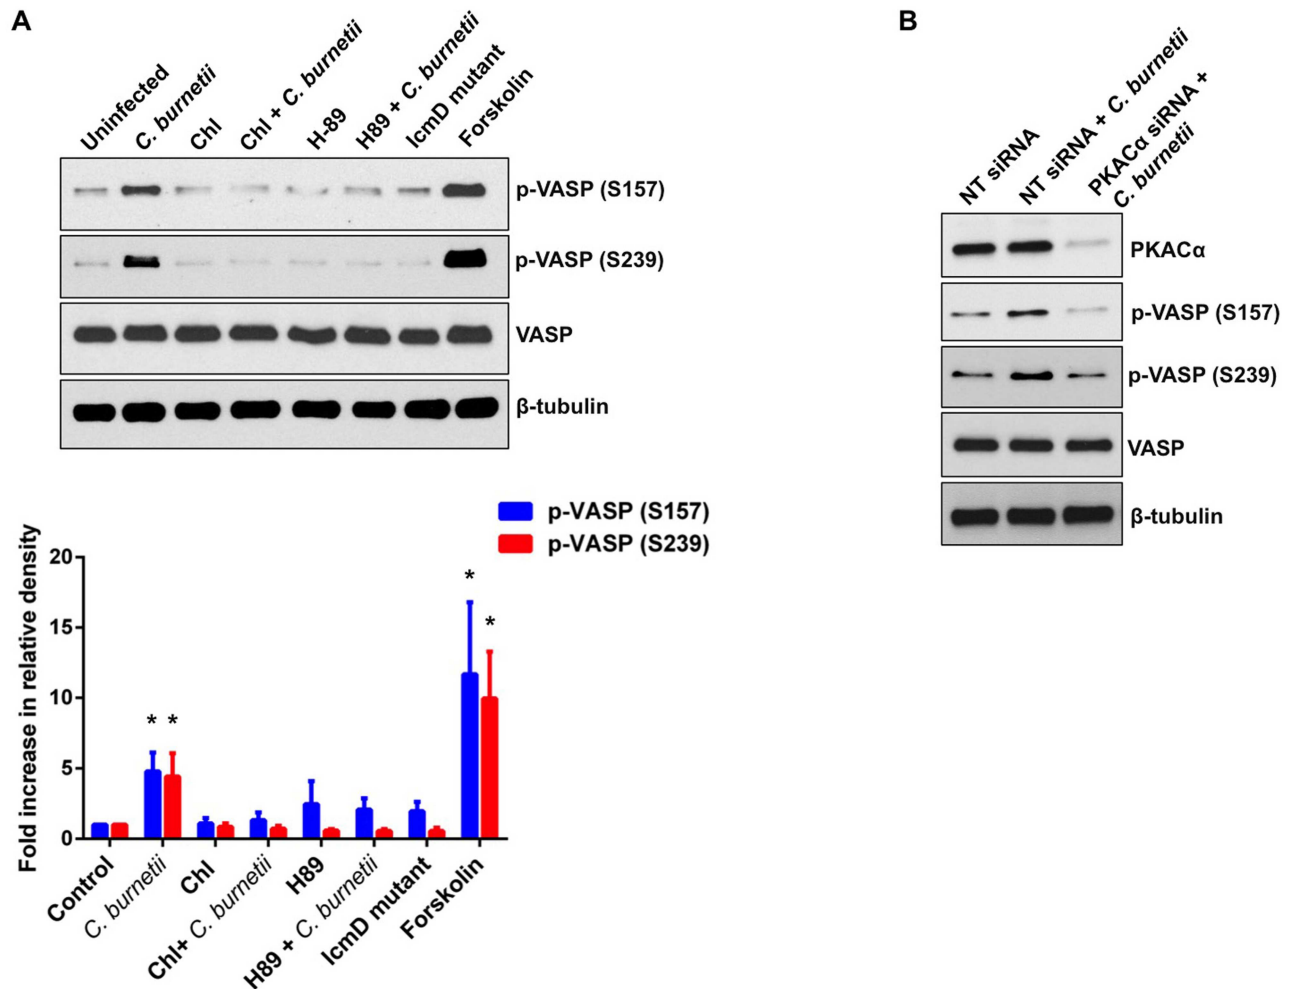 A
Uninfected
C. burnetii
Chl
Chl + C. burnetii
H-89
H89 + C. burnetii
IcmD mutant
Forskolin
p-VASP (S157)
p-VASP (S239)
VASP
β-tubulin
p-VASP (S157)
p-VASP (S239)
Fold increase in relative density
20
15
10
5
0
* *
*
*
Control
C. burnetii
Chl
Chl+ C. burnetii
H89
H89 + C. burnetii
IcmD mutant
Forskolin
B
NT siRNA
NT siRNA + C. burnetii
PKACα siRNA +
C. burnetii
PKACα
p-VASP (S157)
p-VASP (S239)
VASP
β-tubulin